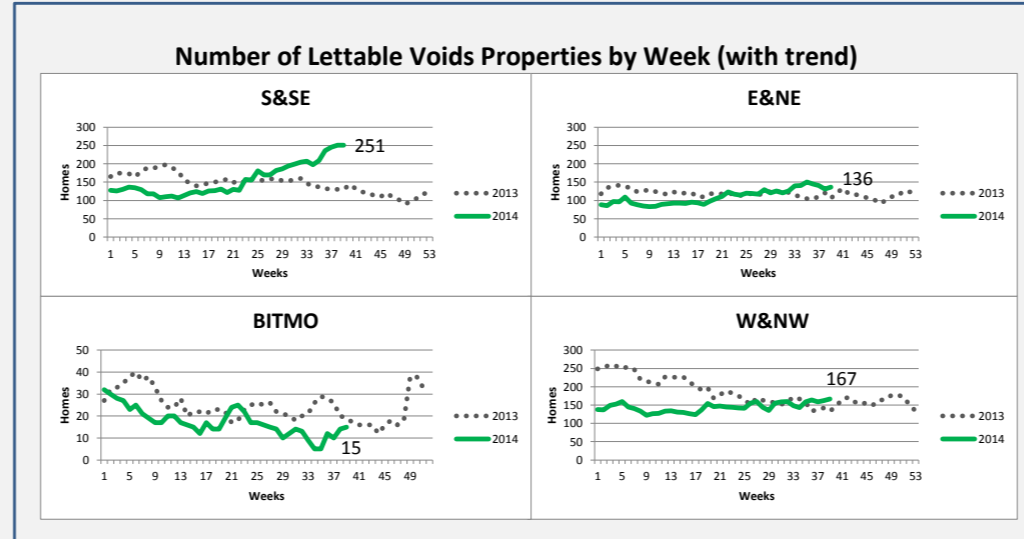 Number of Lettable Voids Properties by Week (with trend)
S&SE
300
250
200
150
100
50
0
Homes
251
1 5 9 13 17 21 25 29 33 37 41 45 49 53
Weeks
2013
2014
E&NE
300
250
200
150
100
50
0
Homes
136
1 5 9 13 17 21 25 29 33 37 41 45 49 53
Weeks
2013
2014
BITMO
50
40
30
20
10
0
Homes
15
1 5 9 13 17 21 25 29 33 37 41 45 49
Weeks
2013
2014
W&NW
300
250
200
150
100
50
0
Homes
167
1 5 9 13 17 21 25 29 33 37 41 45 49 53
Weeks
2013
2014